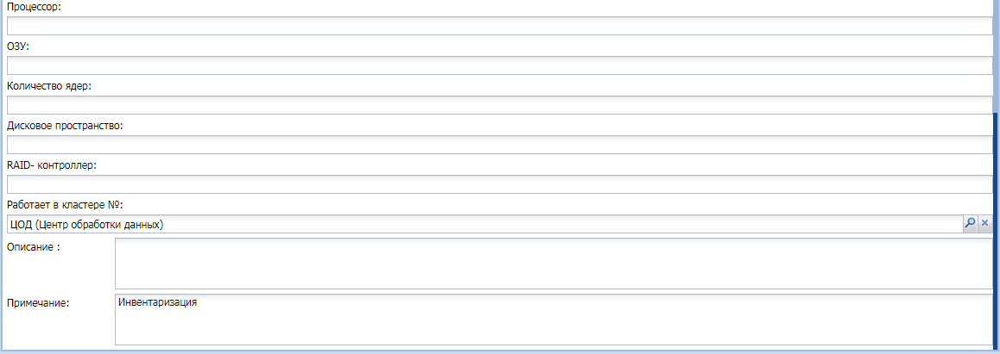 Процессор:
ОЗУ:
Количество ядер:
Дисковое пространство:
RAID- контроллер:
Работает в кластере №:
ЦОД (Центр обработки данных)
Описание :
Примечание:
Инвентаризация